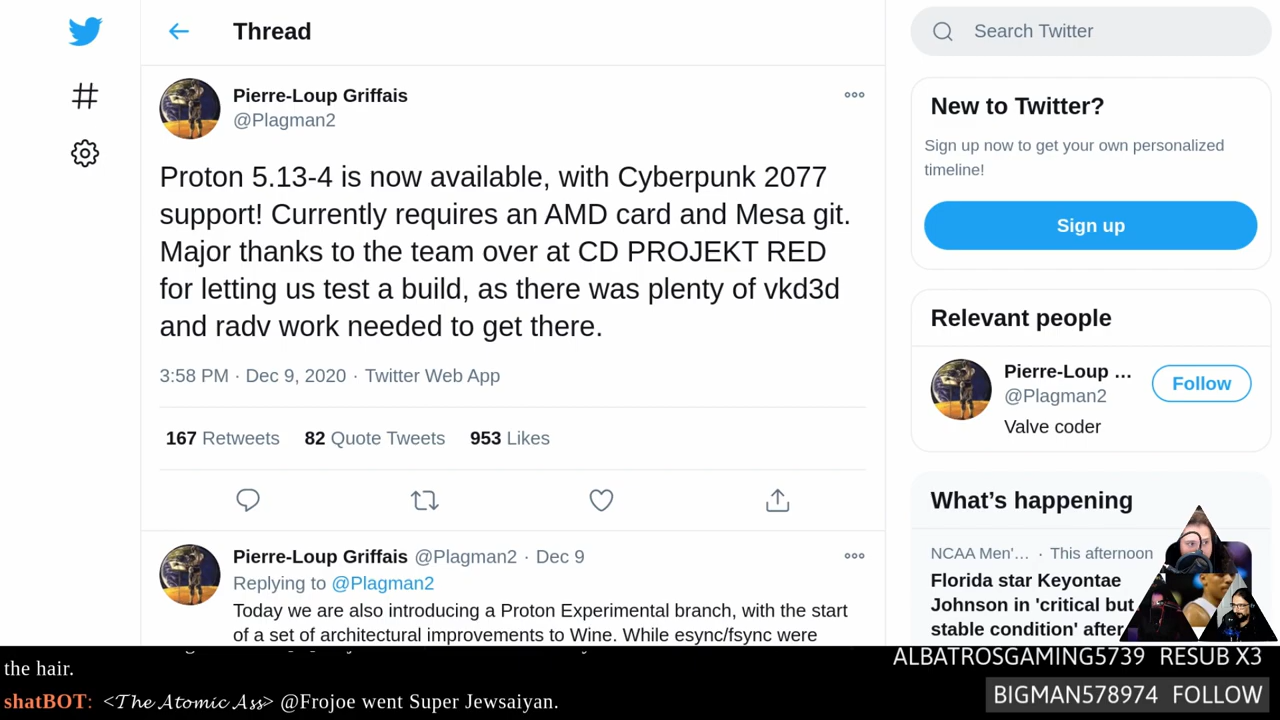 Thread
Search Twitter
Pierre-Loup Griffais
@Plagman2
Proton 5.13-4 is now available, with Cyberpunk 2077
support! Currently requires an AMD card and Mesa git.
Major thanks to the team over at CD PROJEKT RED
for letting us test a build, as there was plenty of vkd3d
and radv work needed to get there.
3:58 PM · Dec 9, 2020 · Twitter Web App
167 Retweets 82 Quote Tweets 953 Likes
Pierre-Loup Griffais @Plagman2 · Dec 9
Replying to @Plagman2
Today we are also introducing a Proton Experimental branch, with the start
of a set of architectural improvements to Wine. While esync/fsync were
New to Twitter?
Sign up now to get your own personalized
timeline!
Sign up
Relevant people
Pierre-Loup ...
@Plagman2
Follow
Valve coder
What's happening
NCAA Men'... · This afternoon
Florida star Keyontae
Johnson in 'critical but
stable condition' after
the hair.
shatBOT: <The Atomic Ass> @Frojoe went Super Jewsaiyan.
ALBATROSGAMING5739 RESUB X3
BIGMAN578974 FOLLOW